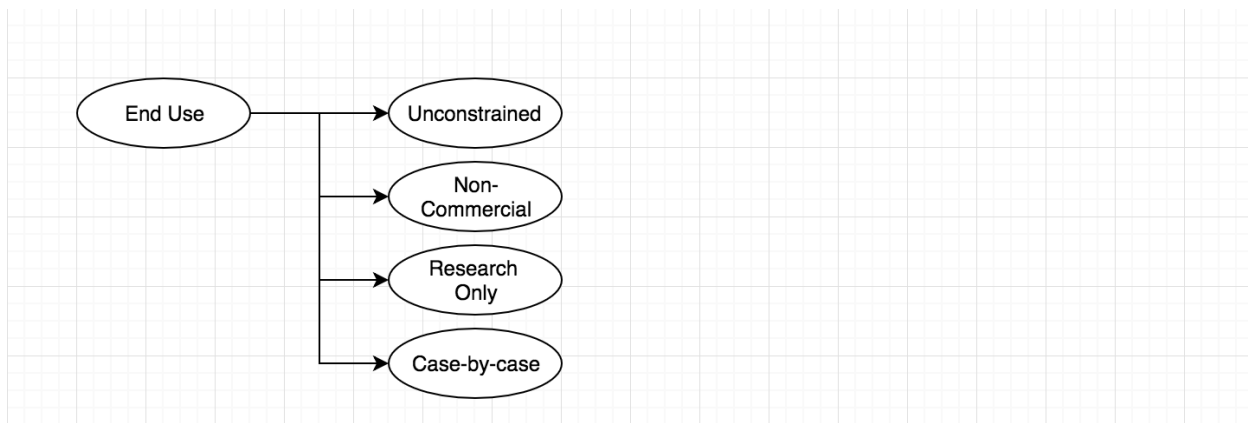 End Use
Unconstrained
Non-
Commercial
Research
Only
Case-by-case